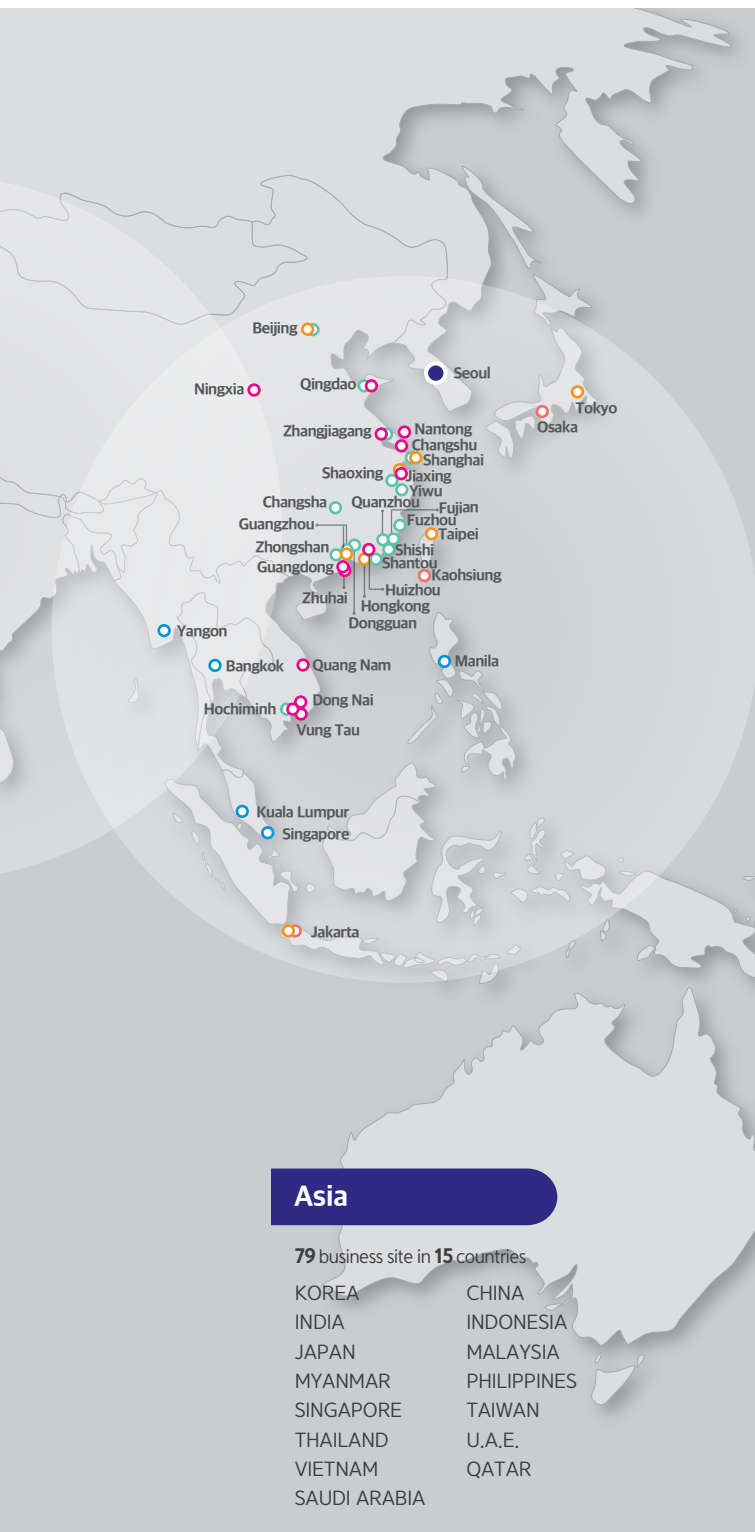 Beijing
Seoul
Ningxia
Qingdao
Tokyo
Osaka
Zhangjiagang
Nantong
Changshu
Shanghai
Shaoxing
Jiaxing
Yiwu
Changsha
Quanzhou
Fujian
Guangzhou
Fuzhou
Taipei
Zhongshan
Shishi
Shantou
Guangdong
Kaohsiung
Zhuhai
Huizhou
Hongkong
Dongguan
Yangon
Bangkok
Quang Nam
Manila
Hochiminh
Dong Nai
Vung Tau
Kuala Lumpur
Singapore
Jakarta
Asia
79 business site in 15 countries
KOREA CHINA
INDIA INDONESIA
JAPAN MALAYSIA
MYANMAR PHILIPPINES
SINGAPORE TAIWAN
THAILAND U.A.E.
VIETNAM QATAR
SAUDI ARABIA